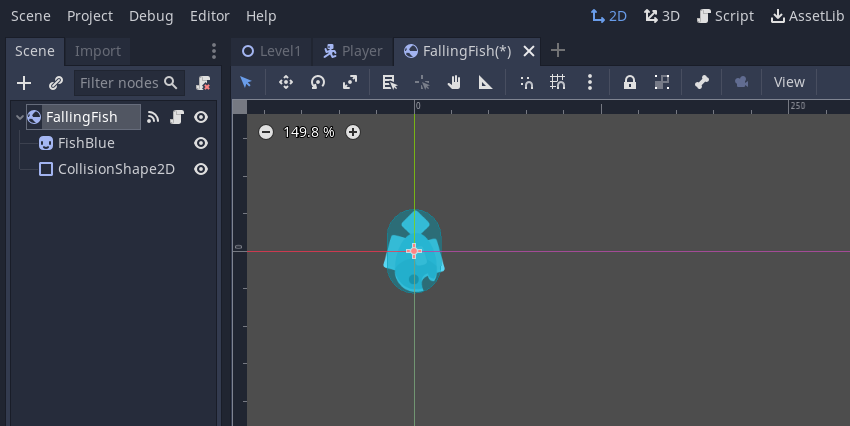 Scene Project Debug Editor Help 2D 3D Script AssetLib
Scene Import Level1 Player FallingFish(*)
Filter nodes View
FallingFish
FishBlue
CollisionShape2D
0 250
149.8 %
0